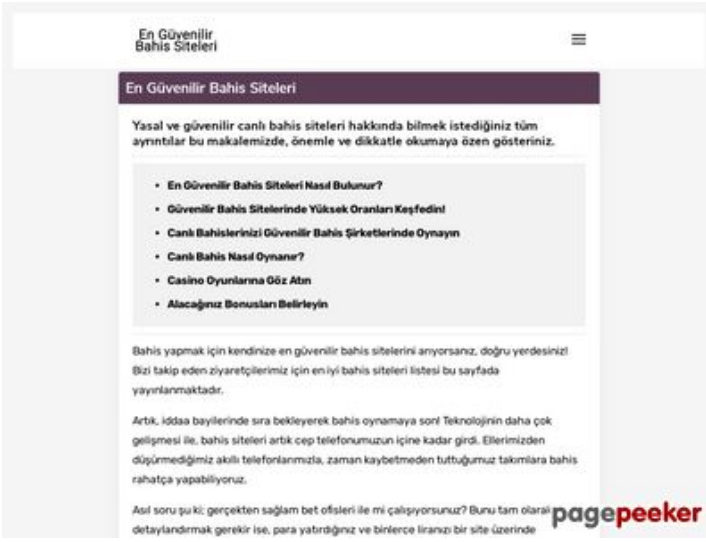 En Güvenilir
Bahis Siteleri
En Güvenilir Bahis Siteleri
Yasal ve güvenilir canlı bahis siteleri hakkında bilmek istediğiniz tüm
ayrıntılar bu makalemizde, önemle ve dikkatle okumaya özen gösteriniz.
• En Güvenilir Bahis Siteleri Nasıl Bulunur?
• Güvenilir Bahis Sitelerinde Yüksek Oranları Keşfedin!
• Canlı Bahislerinizi Güvenilir Bahis Şirketlerinde Oynayın
• Canlı Bahis Nasıl Oynanır?
• Casino Oyunlarına Göz Atın
• Alacağınız Bonusları Belirleyin
Bahis yapmak için kendinize en güvenilir bahis sitelerini arıyorsanız, doğru yerdesiniz!
Bizi takip eden ziyaretçilerimiz için en iyi bahis siteleri listesi bu sayfada
yayınlanmaktadır.
Artık, iddaa bayilerinde sıra bekleyerek bahis oynamaya son! Teknolojinin daha çok
gelişmesi ile, bahis siteleri artık cep telefonumuzun içine kadar girdi. Ellerimizden
düşürmediğimiz akıllı telefonlarımızla, zaman kaybetmeden tuttuğumuz takımlara bahis
rahatça yapabiliyoruz.
Asıl soru şu ki; gerçekten sağlam bet ofisleri ile mi çalışıyorsunuz? Bunu tam olarak
detaylandırmak gerekir ise, para yatırdığınız ve binlerce liranızı bir site üzerinde
pagepeeker